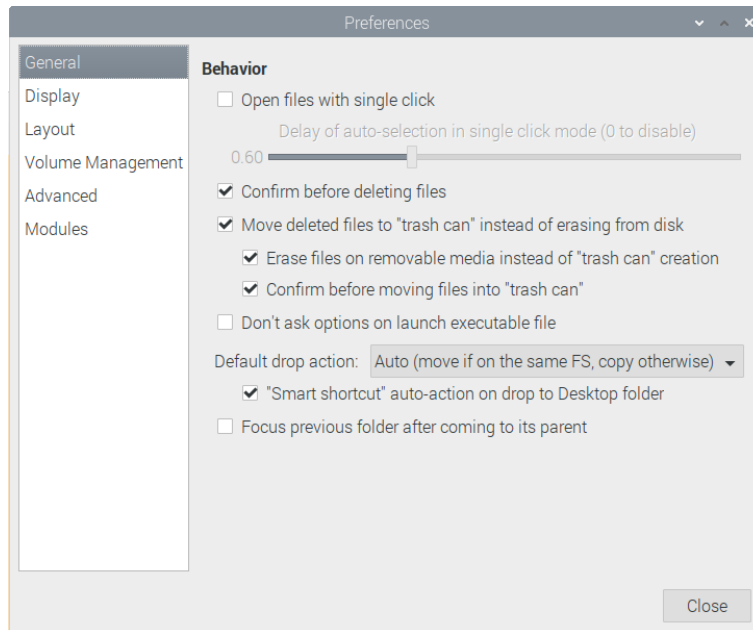 Preferences
General
Display
Layout
Volume Management
Advanced
Modules
Behavior
Open files with single click
Delay of auto-selection in single click mode (0 to disable)
0.60
Confirm before deleting files
Move deleted files to "trash can" instead of erasing from disk
Erase files on removable media instead of "trash can" creation
Confirm before moving files into "trash can"
Don't ask options on launch executable file
Default drop action: Auto (move if on the same FS, copy otherwise)
"Smart shortcut" auto-action on drop to Desktop folder
Focus previous folder after coming to its parent
Close